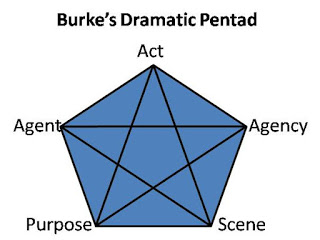 Burke's Dramatic Pentad
Act
Agent
Agency
Purpose
Scene